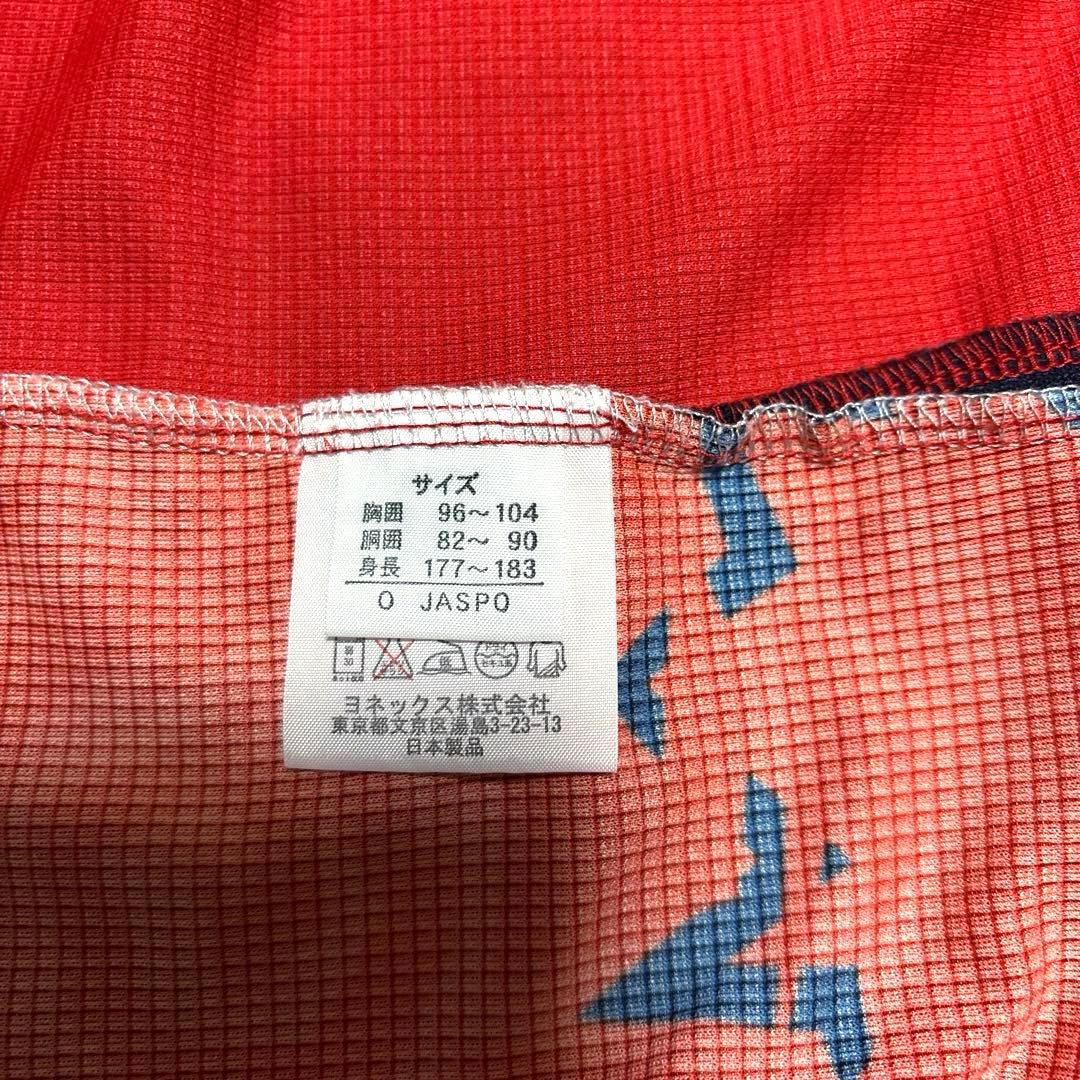 サイズ
胸囲 96〜104
胴囲 82〜 90
身長 177〜183
O JASPO
ヨネックス株式会社
東京都文京区湯島3-23-13
日本製品